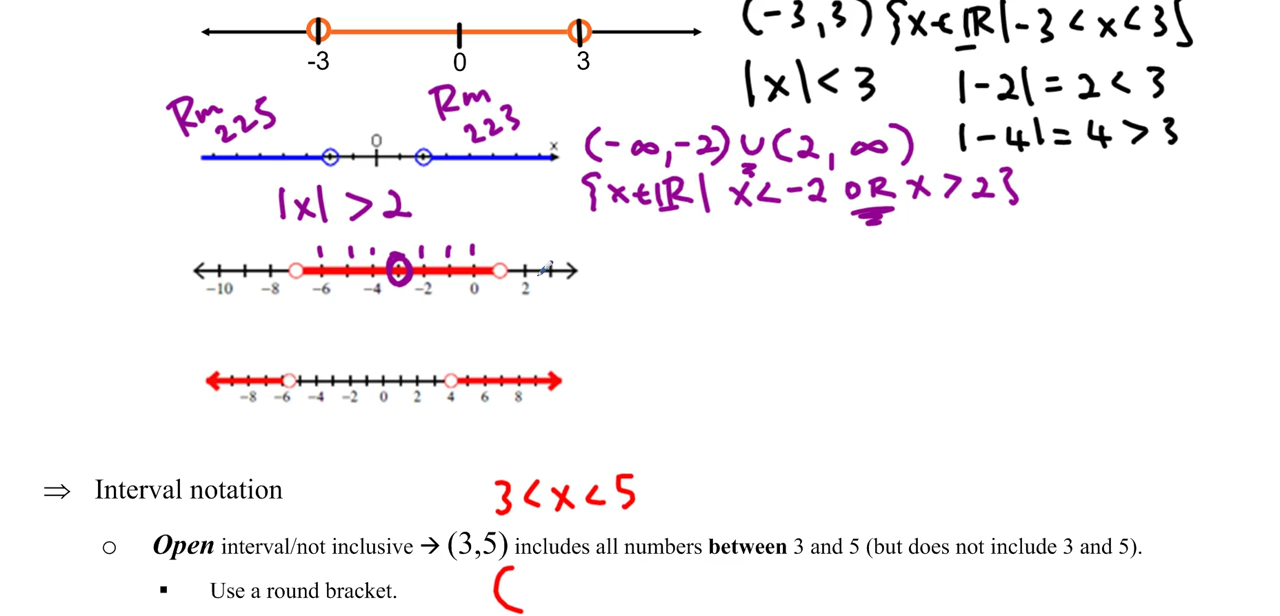 (-3,3) {x∈ℝ|-3<x<3}
-3 0 3
|x|<3 |-2|=2<3
Rm 225 Rm 223
|-4|=4>3
0 x
(-∞,-2)∪(2,∞)
{x∈ℝ| x<-2 OR x>2}
|x|>2
-10 -8 -6 -4 -2 0 2
-8 -6 -4 -2 0 2 4 6 8
⇒ Interval notation 3<x<5
o Open interval/not inclusive → (3,5) includes all numbers between 3 and 5 (but does not include 3 and 5).
▪ Use a round bracket. (